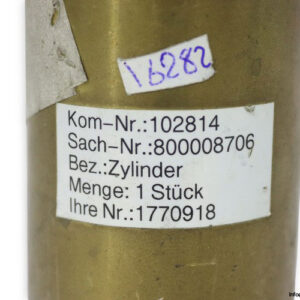 16282
Kom-Nr.:102814
Sach-Nr.:800008706
Bez.:Zylinder
Menge: 1 Stück
Ihre Nr.:1770918